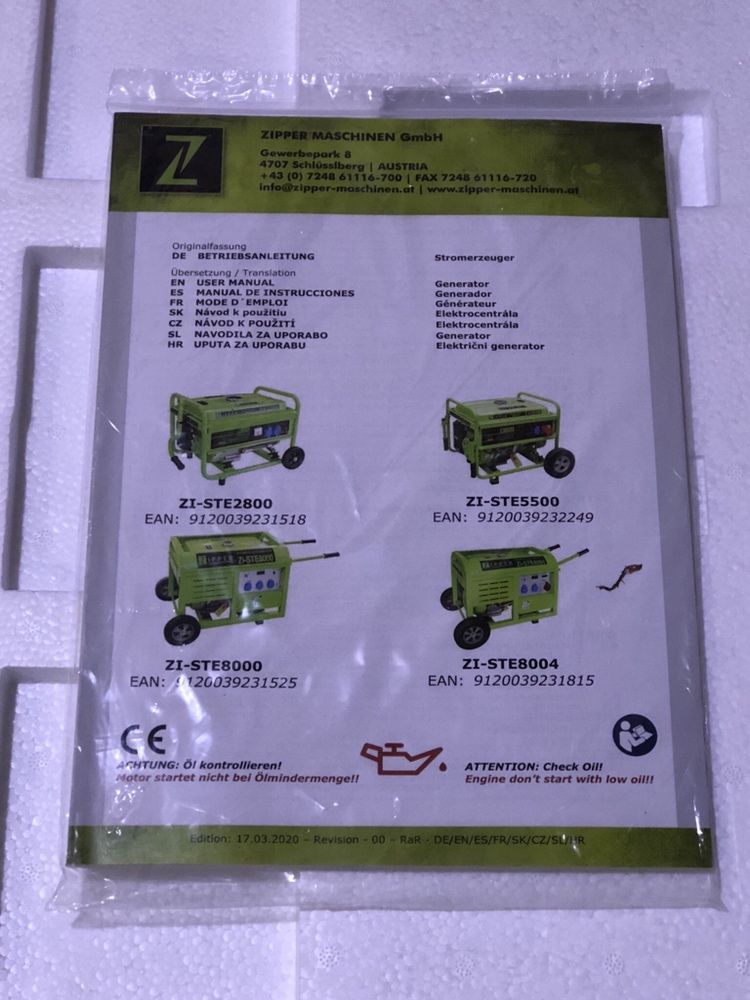 ZIPPER MASCHINEN GmbH
Gewerbepark 8
4707 Schlüsslberg | AUSTRIA
+43 (0) 7248 61116-700 | FAX 7248 61116-720
info@zipper-maschinen.at | www.zipper-maschinen.at
Z
Originalfassung
DE BETRIEBSANLEITUNG Stromerzeuger
Übersetzung / Translation
EN USER MANUAL Generator
ES MANUAL DE INSTRUCCIONES Generador
FR MODE D´EMPLOI Générateur
SK Návod k použitiu Elektrocentrála
CZ NÁVOD K POUŽITÍ Elektrocentrála
SL NAVODILA ZA UPORABO Generator
HR UPUTA ZA UPORABU Električni generator
ZI-STE2800
EAN: 9120039231518
ZI-STE5500
EAN: 9120039232249
ZIPPER ZI-STE8000
ZI-STE8000
EAN: 9120039231525
ZIPPER
ZI-STE8004
EAN: 9120039231815
CE
ACHTUNG: Öl kontrollieren!
Motor startet nicht bei Ölmindermenge!!
ATTENTION: Check Oil!
Engine don't start with low oil!!
Edition: 17.03.2020 – Revision - 00 – RaR - DE/EN/ES/FR/SK/CZ/SL/HR